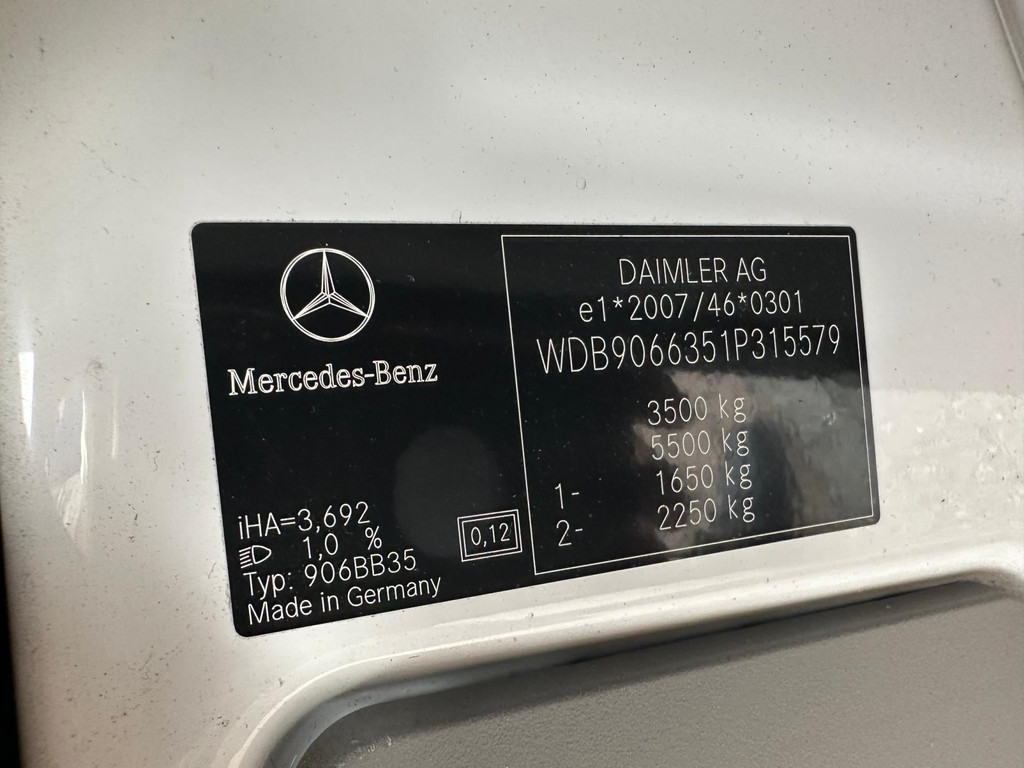 Mercedes-Benz
iHA=3,692
1,0 %
Typ: 906BB35
Made in Germany
0,12
DAIMLER AG
e1*2007/46*0301
WDB9066351P315579
3500 kg
5500 kg
1- 1650 kg
2- 2250 kg